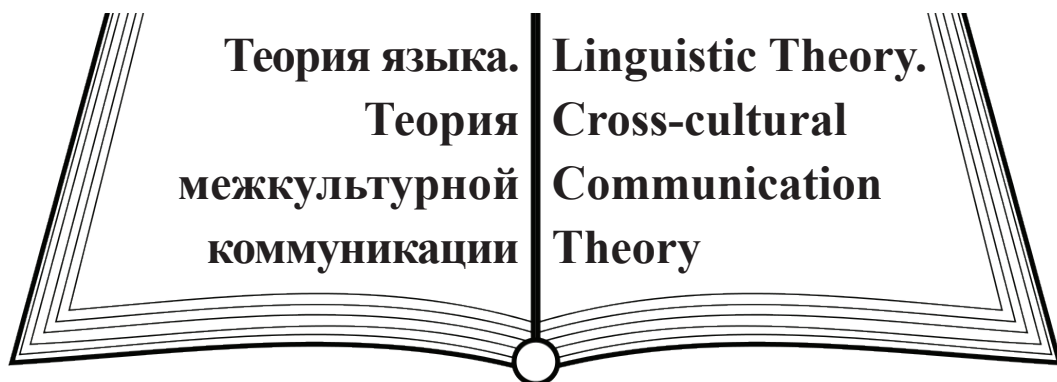 Теория языка.
Теория
межкультурной
коммуникации
Linguistic Theory.
Cross-cultural
Communication
Theory